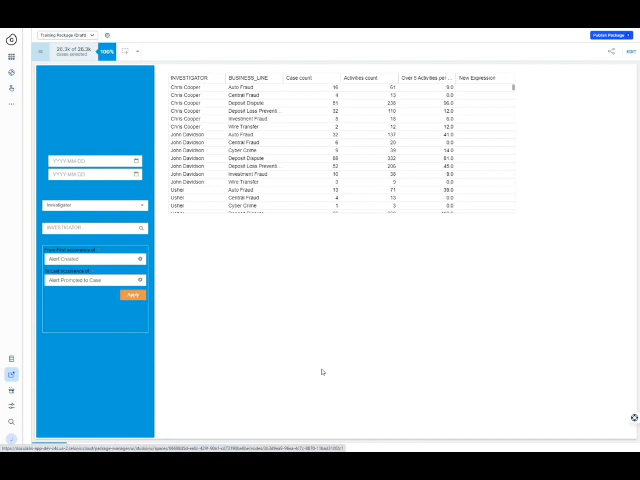 Training Package (Draft)
Publish Package
26.3k of 26.3k
cases selected
100%
EDIT
INVESTIGATOR BUSINESS_LINE Case count Activities count Over 5 Activities per ... New Expression
Chris Cooper Auto Fraud 16 61 9.0
Chris Cooper Central Fraud 4 13 0.0
Chris Cooper Deposit Dispute 51 238 96.0
Chris Cooper Deposit Loss Preventi... 32 110 12.0
Chris Cooper Investment Fraud 5 18 6.0
Chris Cooper Wire Transfer 2 12 12.0
John Davidson Auto Fraud 32 137 41.0
John Davidson Central Fraud 6 20 0.0
John Davidson Cyber Crime 9 39 14.0
John Davidson Deposit Dispute 88 332 81.0
John Davidson Deposit Loss Preventi... 52 206 45.0
John Davidson Investment Fraud 16 38 9.0
John Davidson Wire Transfer 3 9 0.0
Usher Auto Fraud 13 71 39.0
Usher Central Fraud 4 13 0.0
Usher Cyber Crime 1 3 0.0
YYYY-MM-DD
YYYY-MM-DD
Investigator
INVESTIGATOR
From First occurrence of
Alert Created
To Last occurrence of
Alert Promoted to Case
Apply